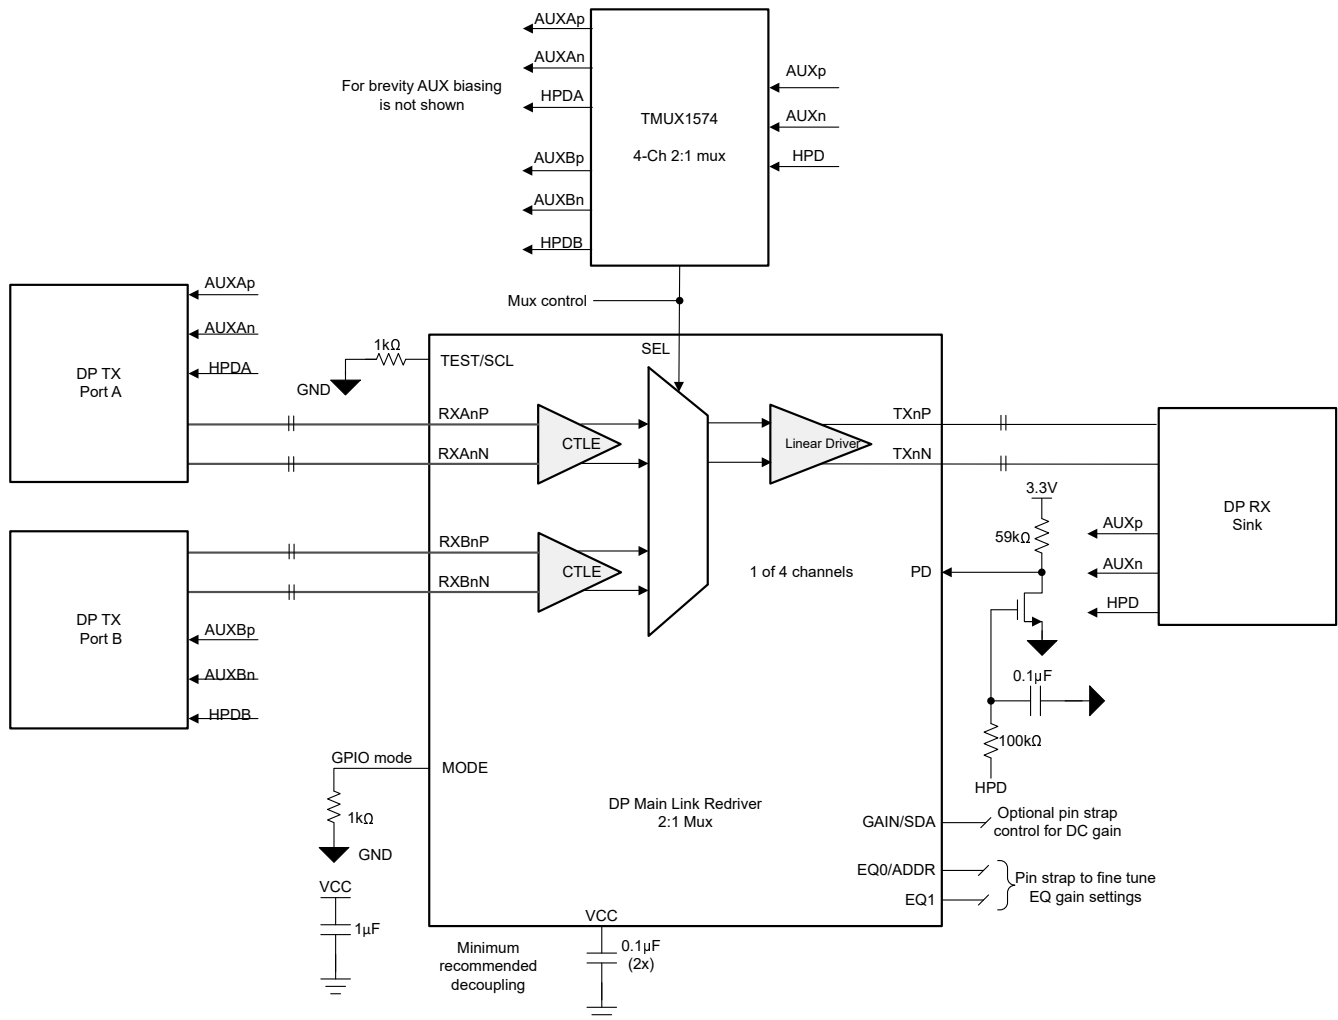 AUXAp
AUXAn
HPDA
AUXBp
AUXBn
HPDB
For brevity AUX biasing
is not shown
TMUX1574
4-Ch 2:1 mux
AUXp
AUXn
HPD
Mux control
AUXAp
AUXAn
HPDA
DP TX
Port A
1kΩ
GND
TEST/SCL
SEL
RXAnP
RXAnN
CTLE
Linear Driver
TXnP
TXnN
DP RX
Sink
3.3V
59kΩ
AUXp
AUXn
HPD
RXBnP
RXBnN
CTLE
1 of 4 channels
PD
DP TX
Port B
AUXBp
AUXBn
HPDB
0.1µF
100kΩ
HPD
GPIO mode
MODE
1kΩ
GND
DP Main Link Redriver
2:1 Mux
GAIN/SDA
Optional pin strap
control for DC gain
EQ0/ADDR
EQ1
Pin strap to fine tune
EQ gain settings
VCC
1µF
VCC
0.1µF
(2x)
Minimum
recommended
decoupling